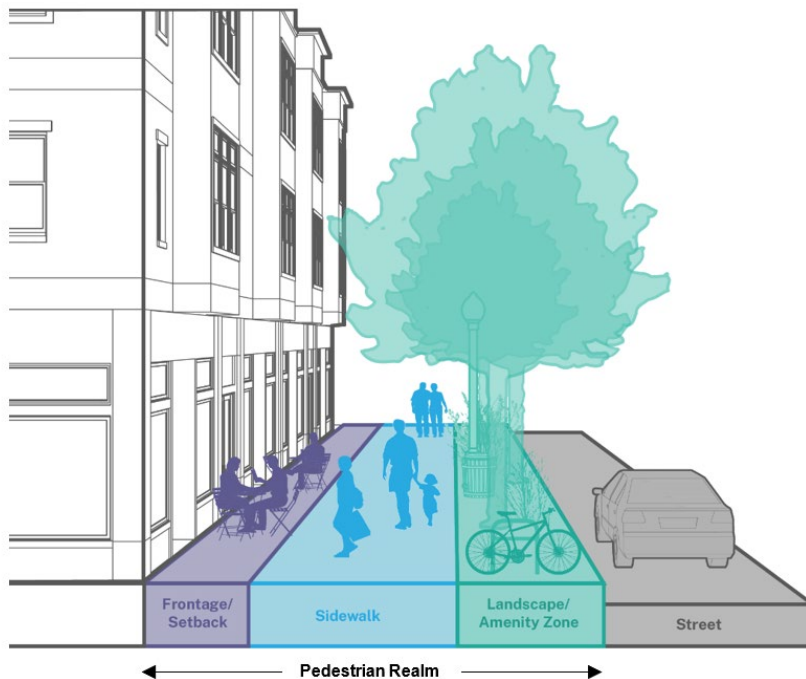 Frontage/
Setback
Sidewalk
Landscape/
Amenity Zone
Street
Pedestrian Realm